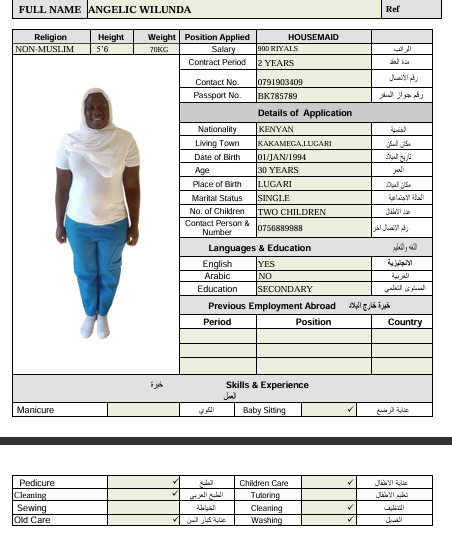 FULL NAME ANGELIC WILUNDA Ref
Religion Height Weight Position Applied HOUSEMAID
NON-MUSLIM 5'6 70KG Salary 900 RIYALS الراتب
Contract Period 2 YEARS مدة العقد
Contact No. 0791903409 رقم الاتصال
Passport No. BK785789 رقم جواز السفر
Details of Application
Nationality KENYAN الجنسية
Living Town KAKAMEGA,LUGARI مكان السكن
Date of Birth 01/JAN/1994 تاريخ الميلاد
Age 30 YEARS العمر
Place of Birth LUGARI مكان الميلاد
Marital Status SINGLE الحالة الاجتماعية
No. of Children TWO CHILDREN عدد الاطفال
Contact Person & Number 0756889988 رقم الاتصال اخر
Languages & Education اللغه والتعليم
English YES الانجليزية
Arabic NO العربية
Education SECONDARY المستوى التعلمي
Previous Employment Abroad خبرة خارج البلاد
Period Position Country
خبرة Skills & Experience
العمل
Manicure الكوي Baby Sitting ✓ عناية الرضع
Pedicure ✓ الطبخ Children Care ✓ عناية الاطفال
Cleaning ✓ الطبخ العربي Tutoring تعليم الاطفال
Sewing الخياطة Cleaning ✓ التنظيف
Old Care ✓ عناية كبار السن Washing ✓ الغسيل